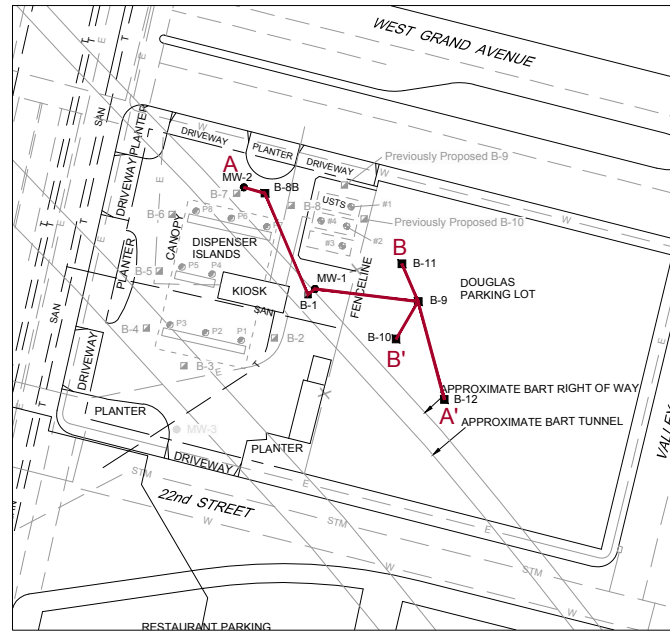 WEST GRAND AVENUE
T
E
T
T
SAN
E
W
DRIVEWAY
PLANTER
DRIVEWAY
W
Previously Proposed B-9
DRIVEWAY PLANTER
A
MW-2
B-7
B-8B
B-8
USTS
#1
#4
#2
#3
Previously Proposed B-10
B-6
P8
P6
CANOPY
DISPENSER
ISLANDS
B
B-11
DOUGLAS
PARKING LOT
PLANTER
B-5
P5
P4
KIOSK
MW-1
B-1
SAN
FENCELINE
B-9
SAN
B-4
P3
P2
P1
B-2
B-10
B'
DRIVEWAY
B-3
E
APPROXIMATE BART RIGHT OF WAY
B-12
A'
APPROXIMATE BART TUNNEL
VALLEY
PLANTER
MW-3
DRIVEWAY
PLANTER
STM
22nd STREET
W
STM
E
W
E
STM
W
RESTAURANT PARKING